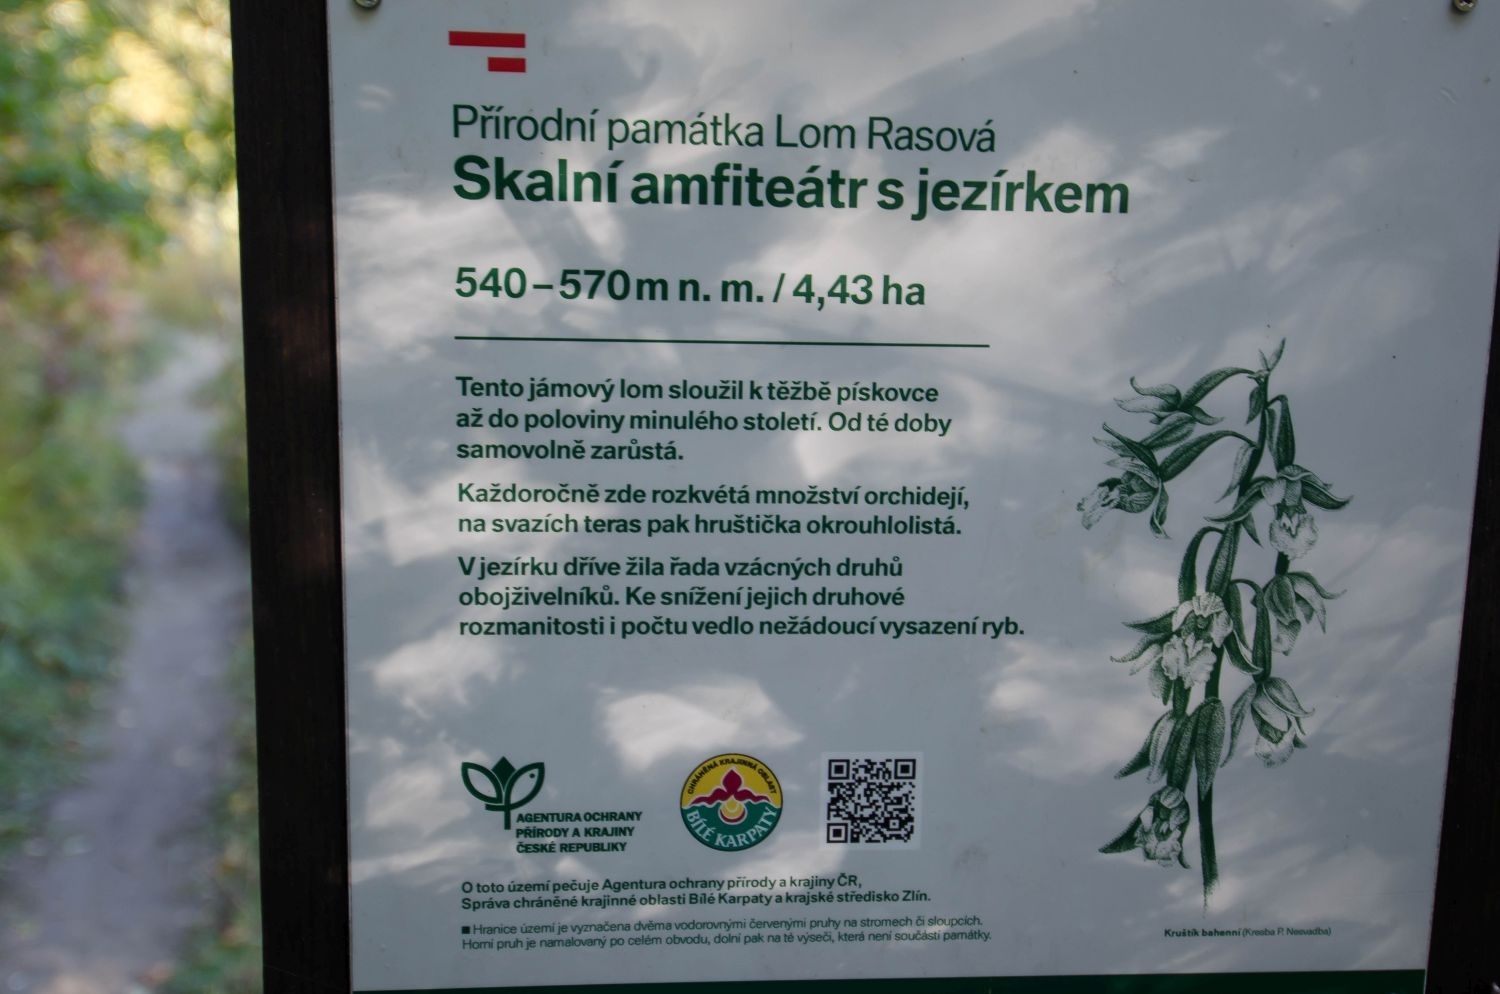 Přírodní památka Lom Rasová
Skalní amfiteátr s jezírkem
540–570 m n. m. / 4,43 ha
Tento jámový lom sloužil k těžbě pískovce
až do poloviny minulého století. Od té doby
samovolně zarůstá.
Každoročně zde rozkvétá množství orchidejí,
na svazích teras pak hruštička okrouhlolistá.
V jezírku dříve žila řada vzácných druhů
obojživelníků. Ke snížení jejich druhové
rozmanitosti i počtu vedlo nežádoucí vysazení ryb.
AGENTURA OCHRANY
PŘÍRODY A KRAJINY
ČESKÉ REPUBLIKY
CHRÁNĚNÁ KRAJINNÁ OBLAST
BÍLÉ KARPATY
O toto území pečuje Agentura ochrany přírody a krajiny ČR,
Správa chráněné krajinné oblasti Bílé Karpaty a krajské středisko Zlín.
■ Hranice území je vyznačena dvěma vodorovnými červenými pruhy na stromech či sloupcích.
Horní pruh je namalovaný po celém obvodu, dolní pak na té výseči, která není součástí památky.
Kruštík bahenní (Kresba P. Nesvadba)